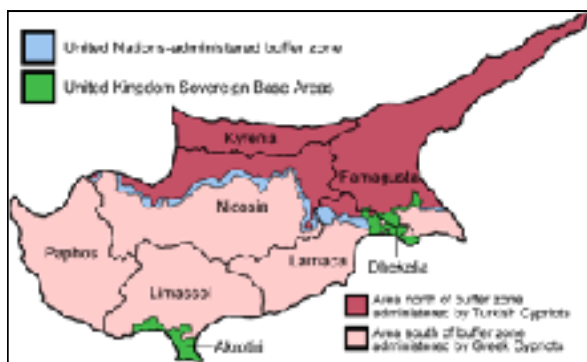 United Nations-administered buffer zone
United Kingdom Sovereign Base Areas
Kyrenia
Famagusta
Nicosia
Paphos
Larnaca
Dhekelia
Limassol
Area north of buffer zone
administered by Turkish Cypriots
Akrotiri
Area south of buffer zone
administered by Greek Cypriots